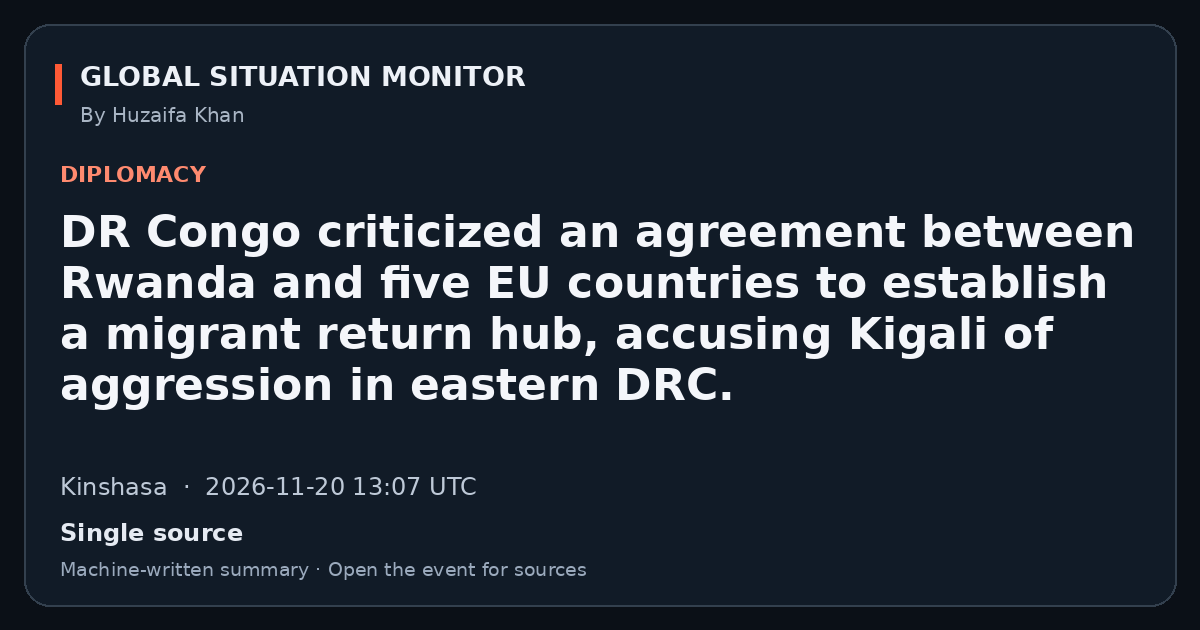 GLOBAL SITUATION MONITOR
By Huzaifa Khan
DIPLOMACY
DR Congo criticized an agreement between
Rwanda and five EU countries to establish
a migrant return hub, accusing Kigali of
aggression in eastern DRC.
Kinshasa · 2026-11-20 13:07 UTC
Single source
Machine-written summary · Open the event for sources